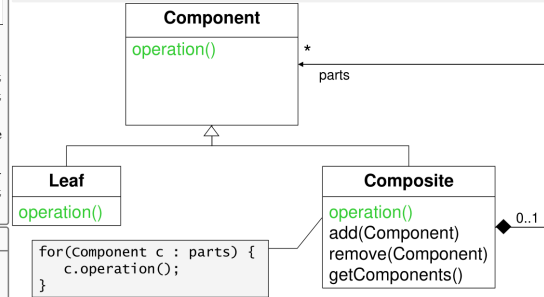 Component
operation()
*
parts
Leaf
operation()
Composite
operation()
add(Component)
remove(Component)
getComponents()
0..1
for(Component c : parts) {
c.operation();
}